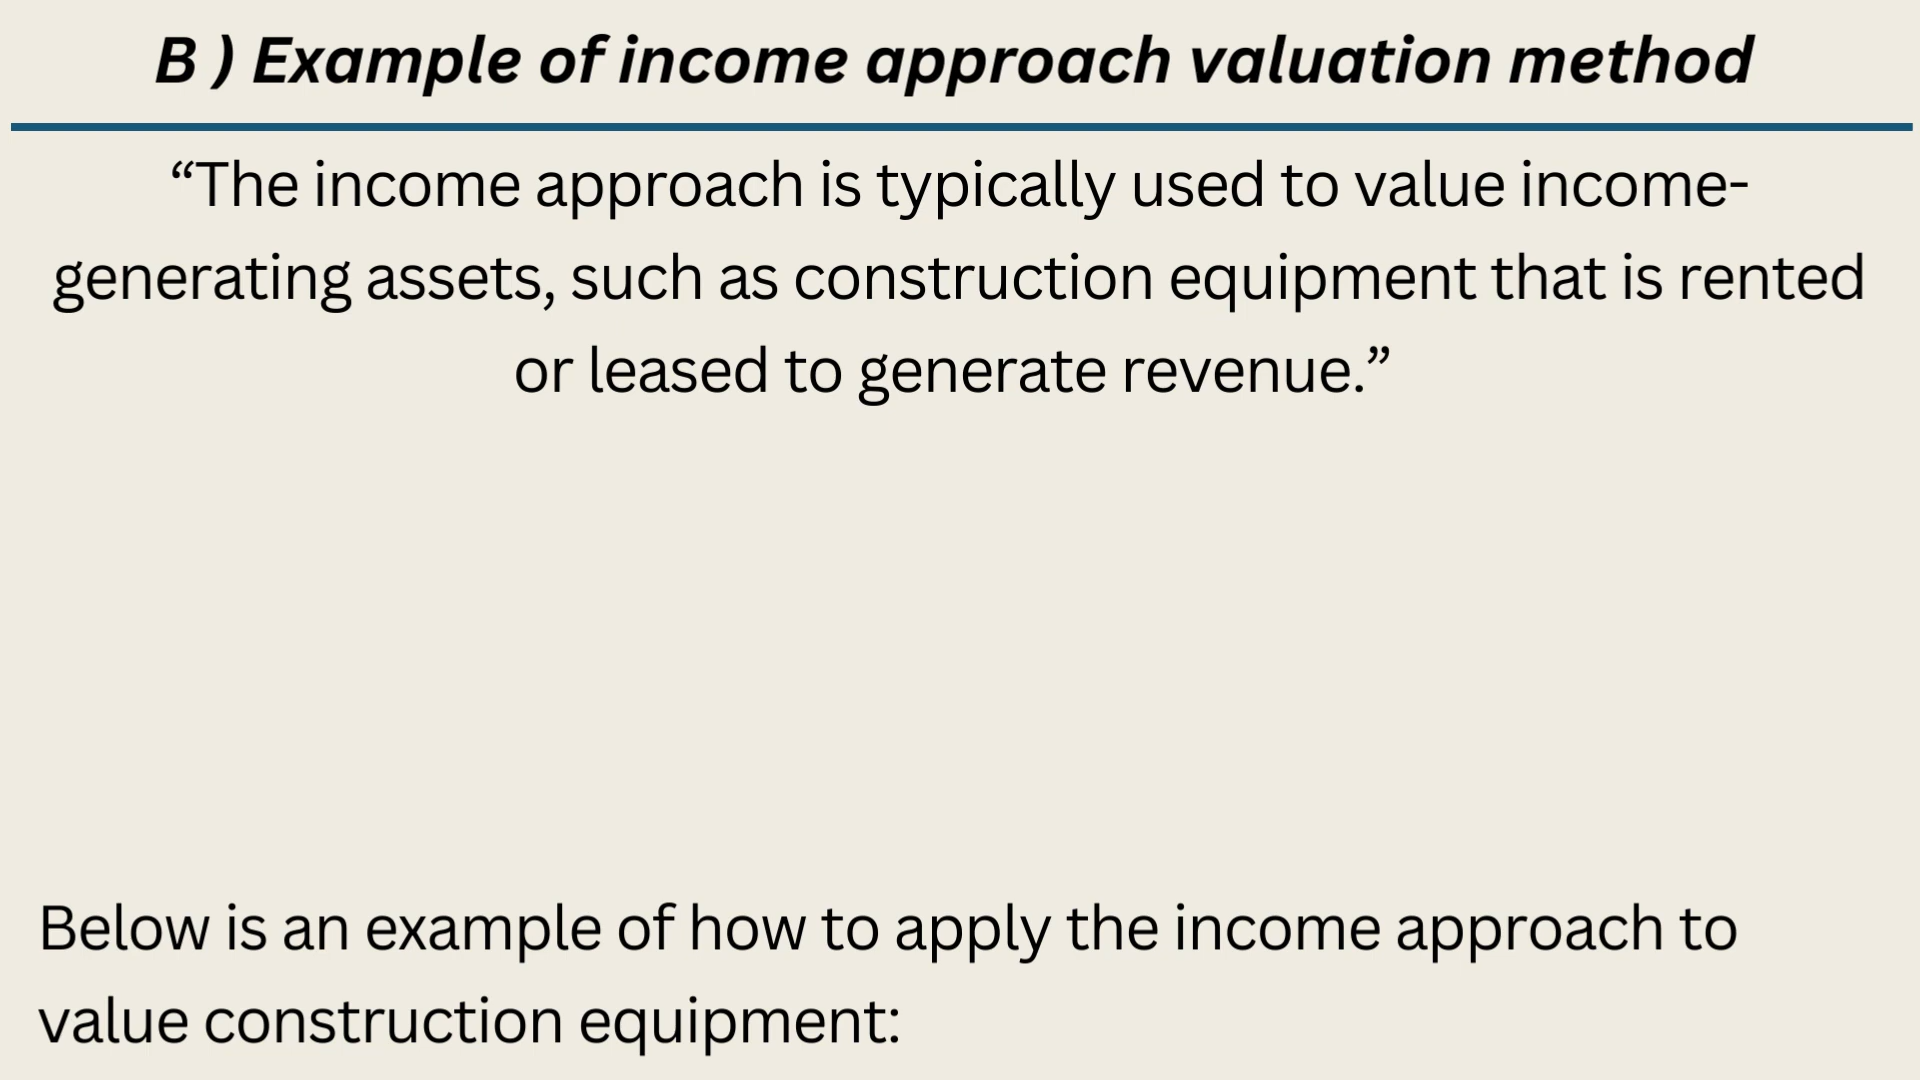 B ) Example of income approach valuation method
“The income approach is typically used to value income-
generating assets, such as construction equipment that is rented
or leased to generate revenue.”
Below is an example of how to apply the income approach to
value construction equipment: